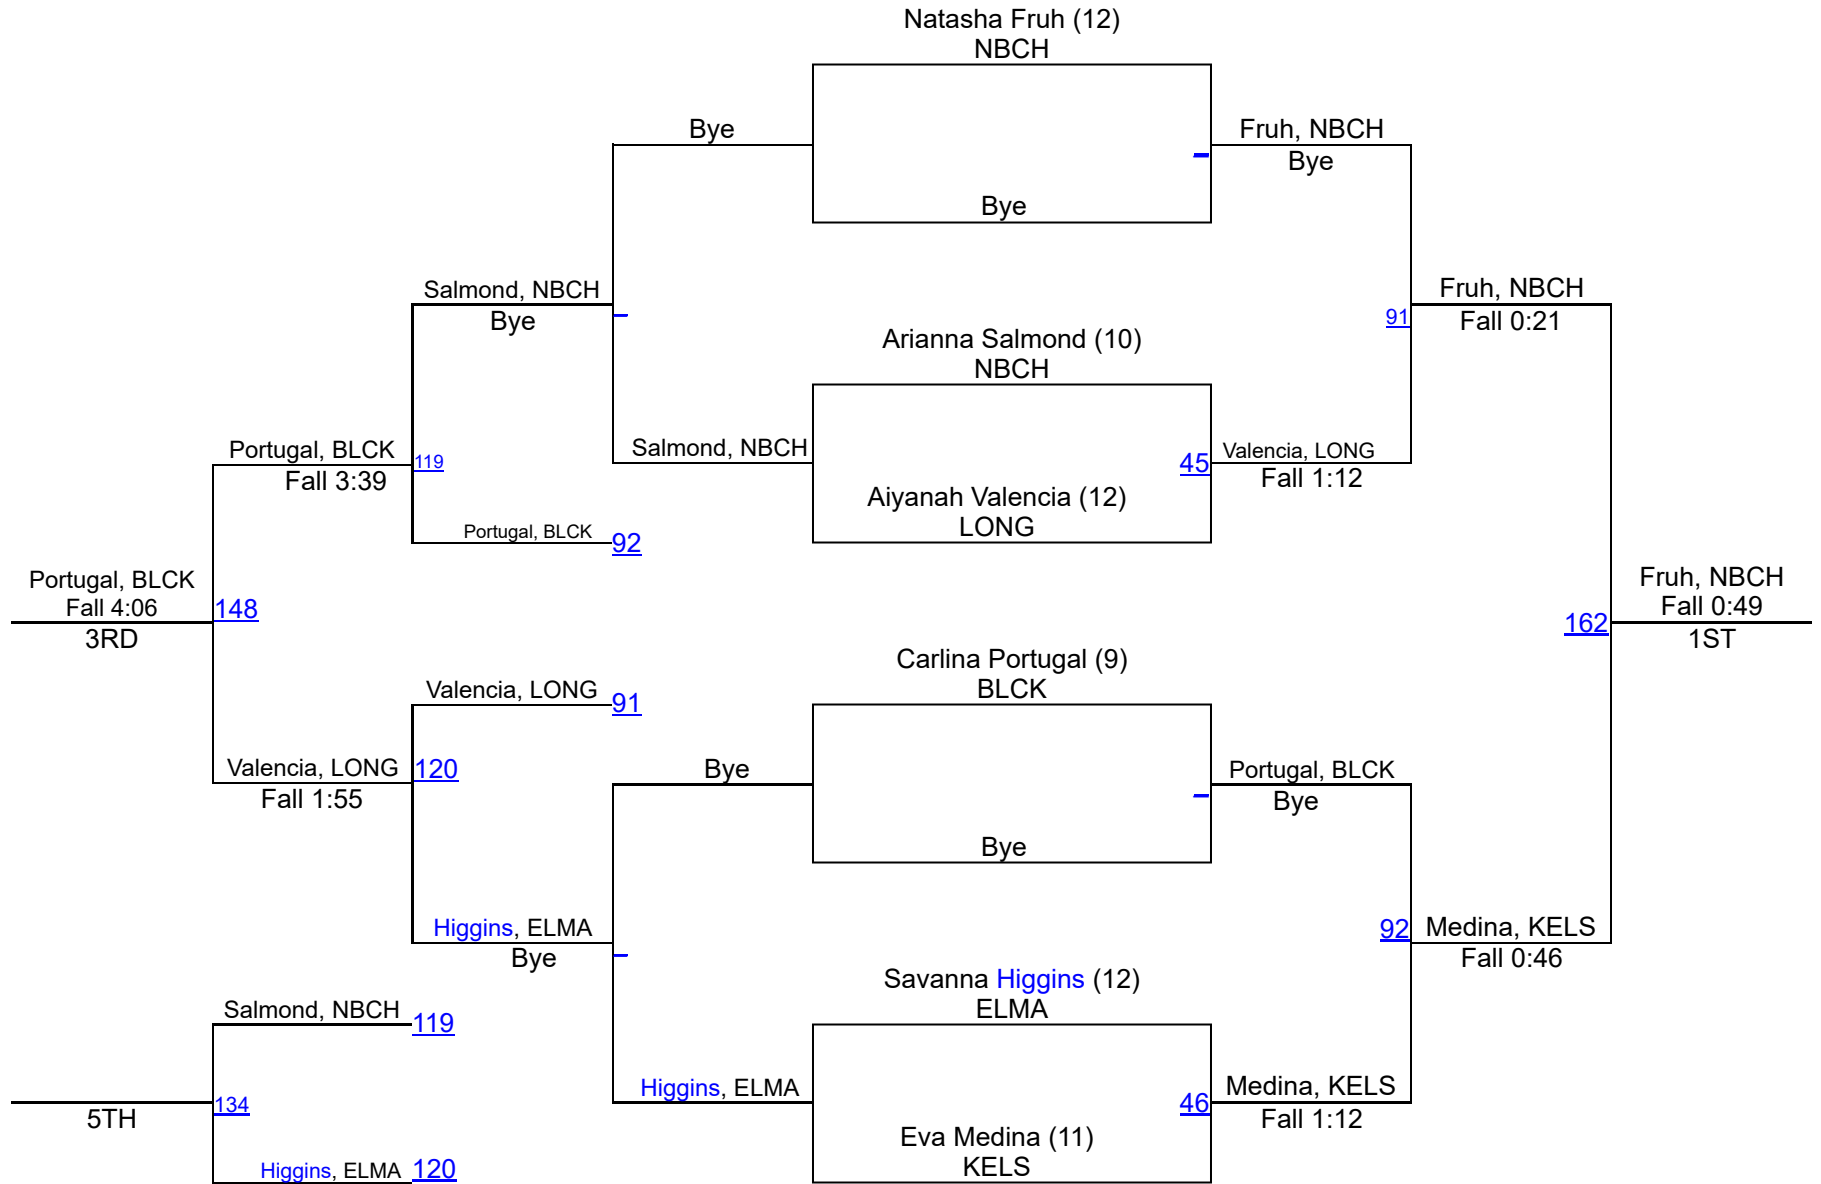 Natasha Fruh (12)
NBCH
Bye
Fruh, NBCH
Bye
Bye
Salmond, NBCH
Bye
Fruh, NBCH
91
Fall 0:21
Arianna Salmond (10)
NBCH
Portugal, BLCK
119
Fall 3:39
Salmond, NBCH
45
Valencia, LONG
Fall 1:12
Aiyanah Valencia (12)
LONG
Portugal, BLCK
92
Portugal, BLCK
Fall 4:06
148
3RD
Fruh, NBCH
Fall 0:49
162
1ST
Carlina Portugal (9)
BLCK
Valencia, LONG
91
Valencia, LONG
120
Fall 1:55
Bye
Portugal, BLCK
Bye
Bye
Higgins, ELMA
Bye
92
Medina, KELS
Fall 0:46
Savanna Higgins (12)
ELMA
Salmond, NBCH
119
134
5TH
Higgins, ELMA
46
Medina, KELS
Fall 1:12
Eva Medina (11)
KELS
Higgins, ELMA
120